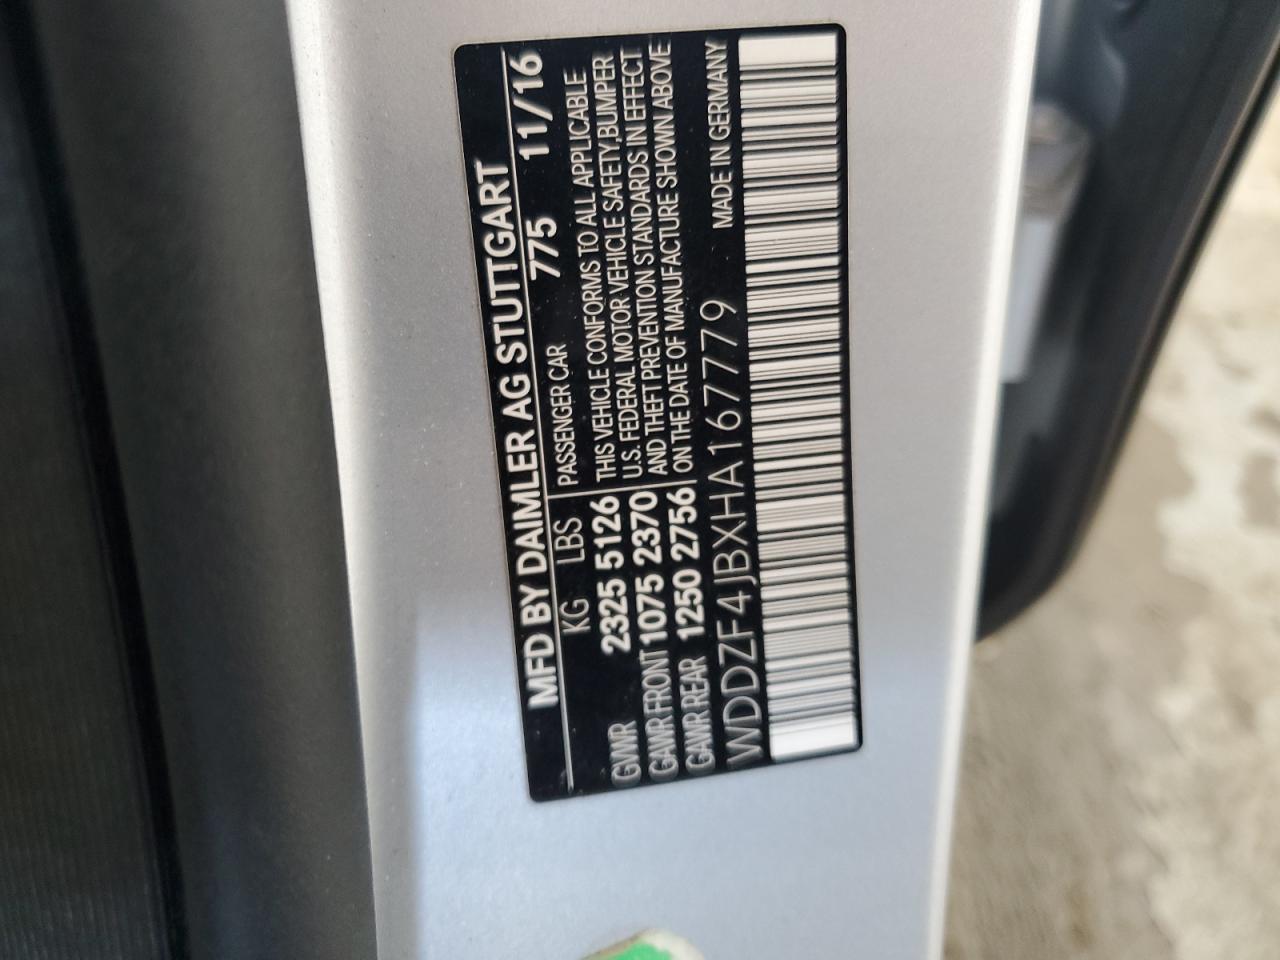 MFD BY DAIMLER AG STUTTGART
KG LBS PASSENGER CAR 775 11/16
GVWR 2325 5126 THIS VEHICLE CONFORMS TO ALL APPLICABLE
GAWR FRONT 1075 2370 U.S. FEDERAL MOTOR VEHICLE SAFETY,BUMPER
GAWR REAR 1250 2756 AND THEFT PREVENTION STANDARDS IN EFFECT
ON THE DATE OF MANUFACTURE SHOWN ABOVE
WDDZF4JBXHA167779 MADE IN GERMANY